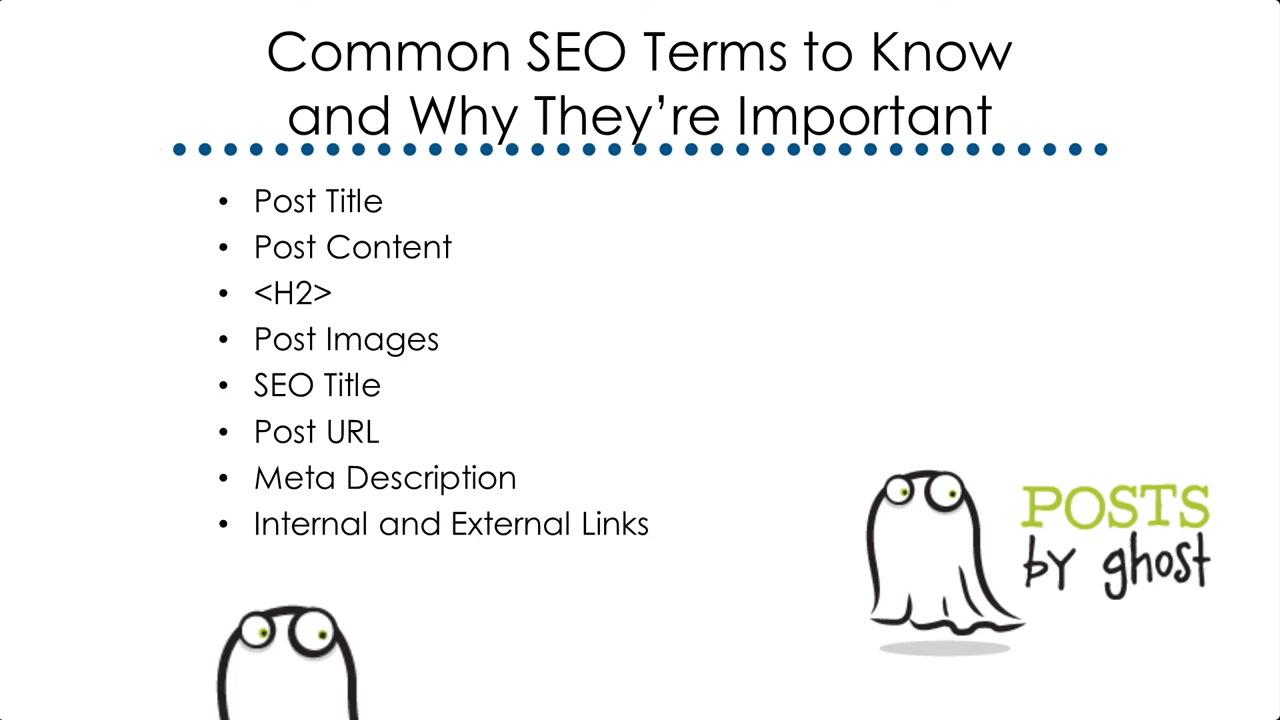 Common SEO Terms to Know
and Why They’re Important
• Post Title
• Post Content
• <H2>
• Post Images
• SEO Title
• Post URL
• Meta Description
• Internal and External Links
POSTS
by ghost